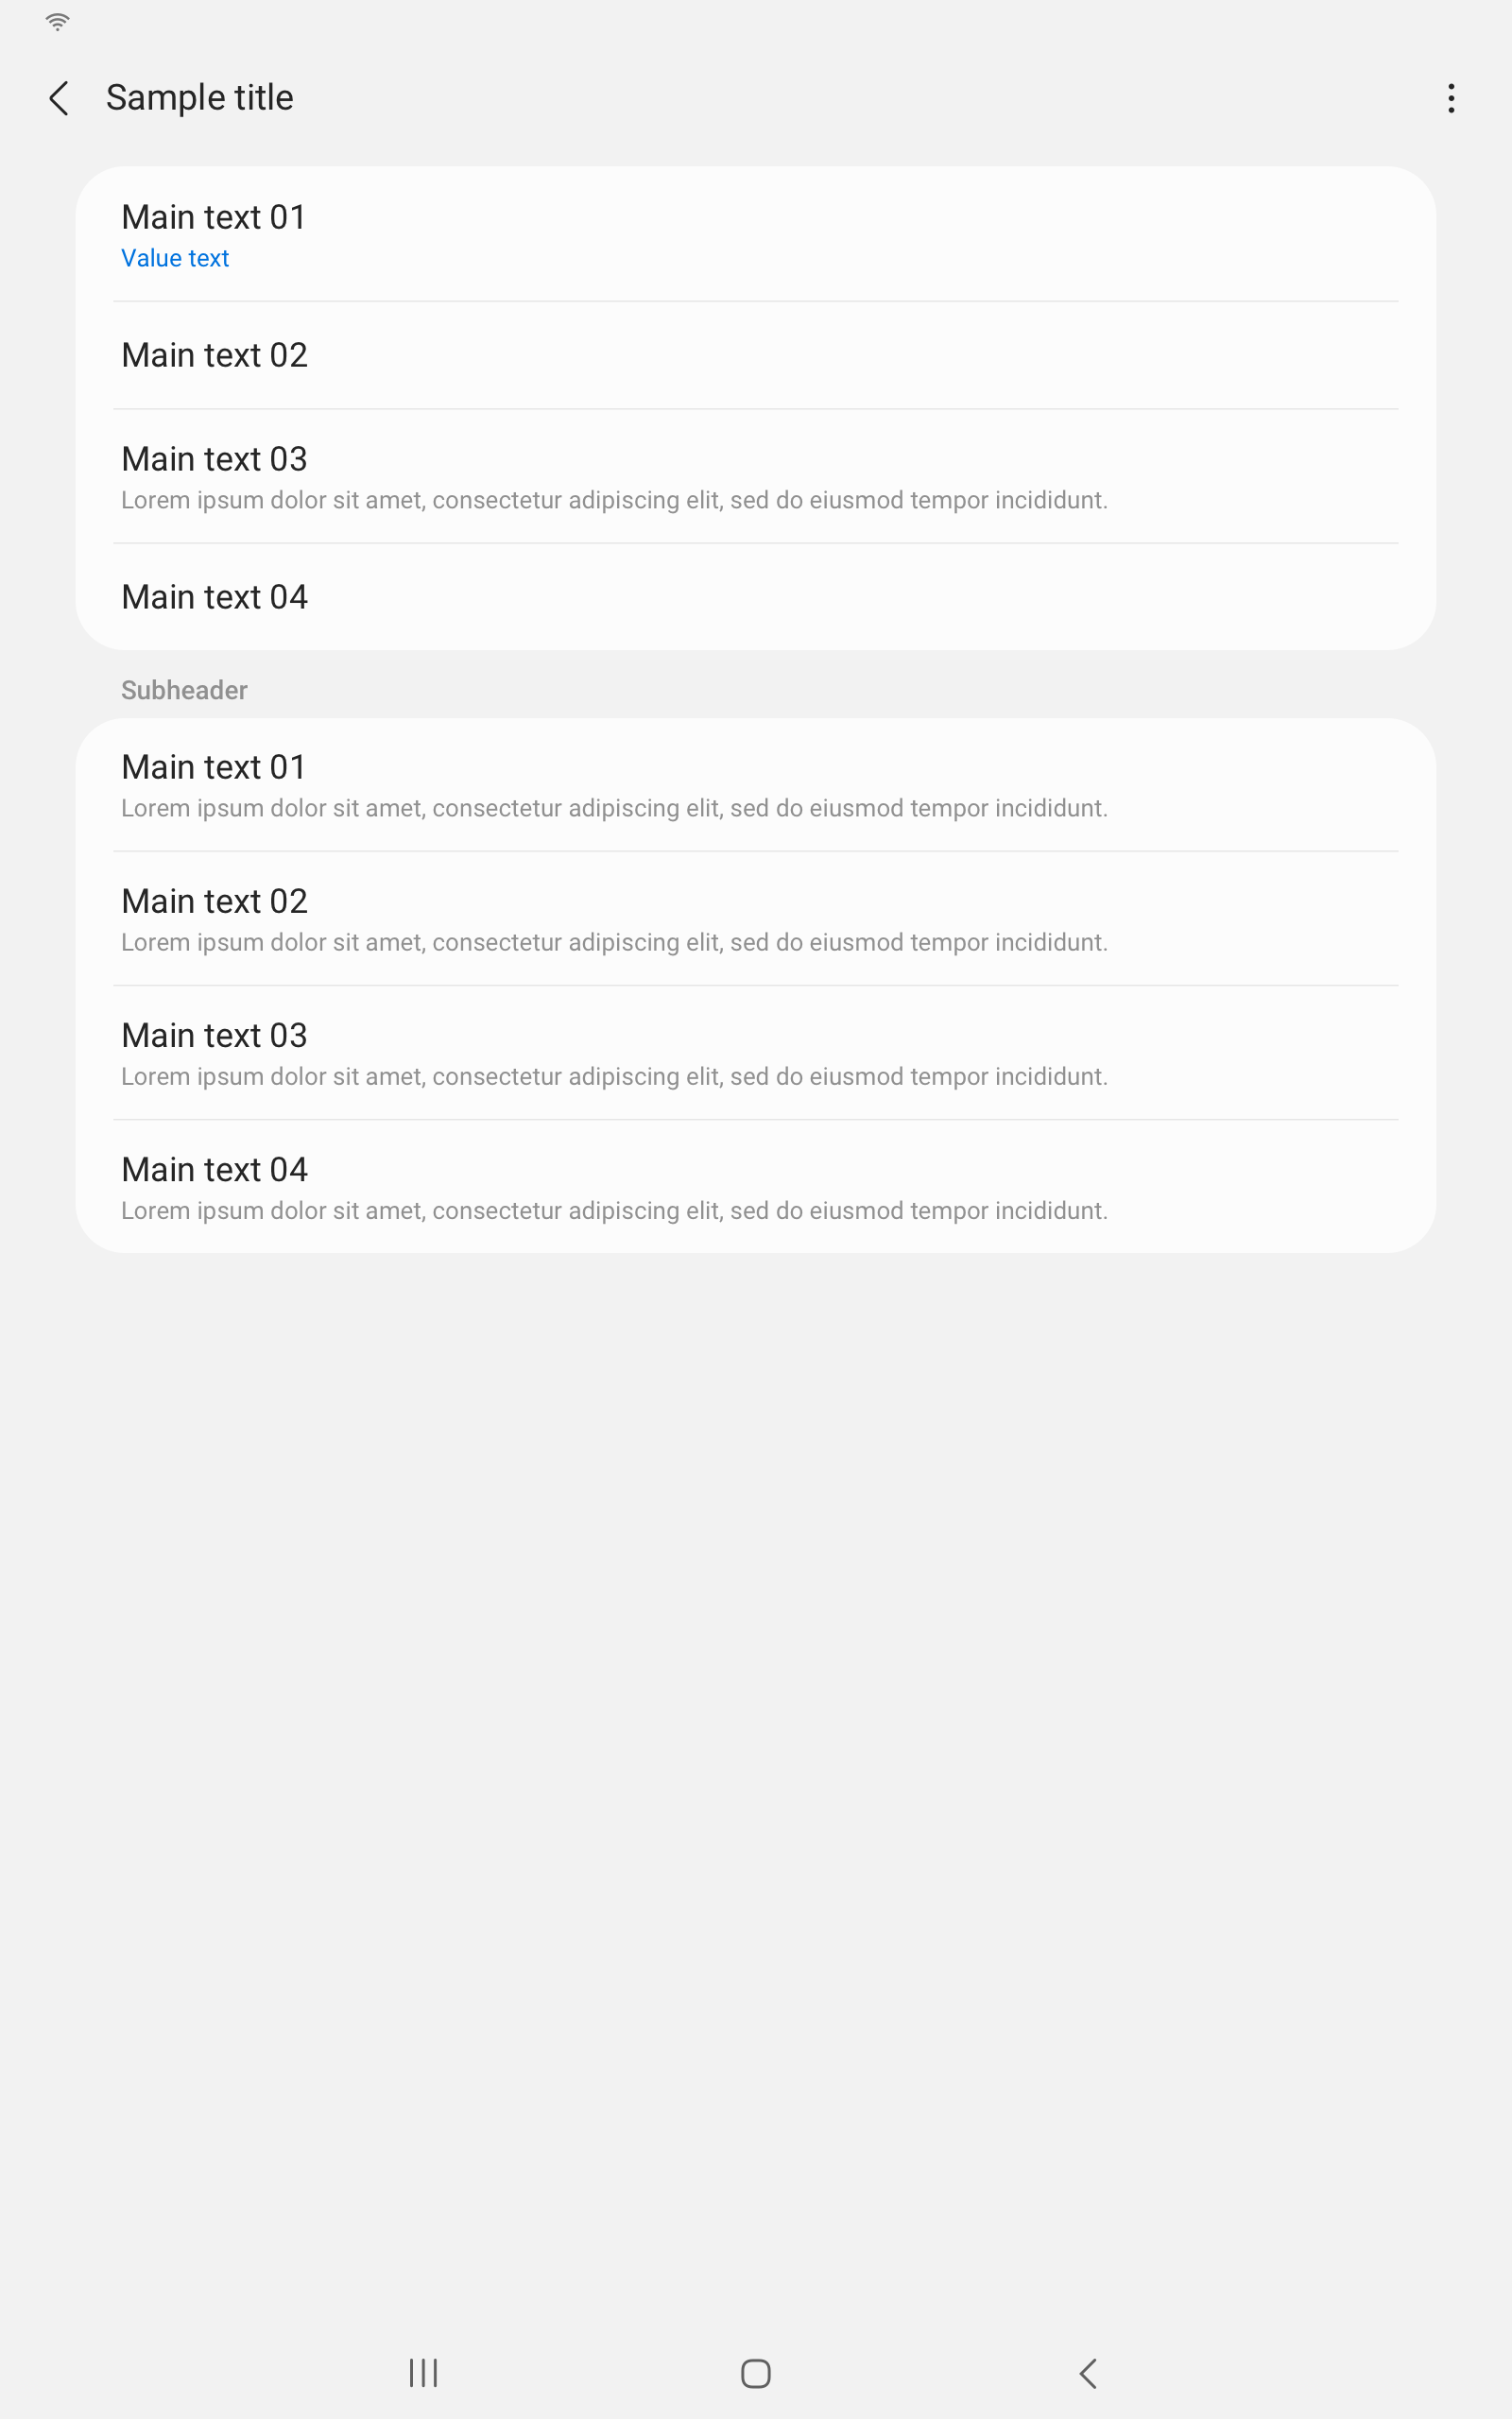 Sample title
Main text 01
Value text
Main text 02
Main text 03
Lorem ipsum dolor sit amet, consectetur adipiscing elit, sed do eiusmod tempor incididunt.
Main text 04
Subheader
Main text 01
Lorem ipsum dolor sit amet, consectetur adipiscing elit, sed do eiusmod tempor incididunt.
Main text 02
Lorem ipsum dolor sit amet, consectetur adipiscing elit, sed do eiusmod tempor incididunt.
Main text 03
Lorem ipsum dolor sit amet, consectetur adipiscing elit, sed do eiusmod tempor incididunt.
Main text 04
Lorem ipsum dolor sit amet, consectetur adipiscing elit, sed do eiusmod tempor incididunt.